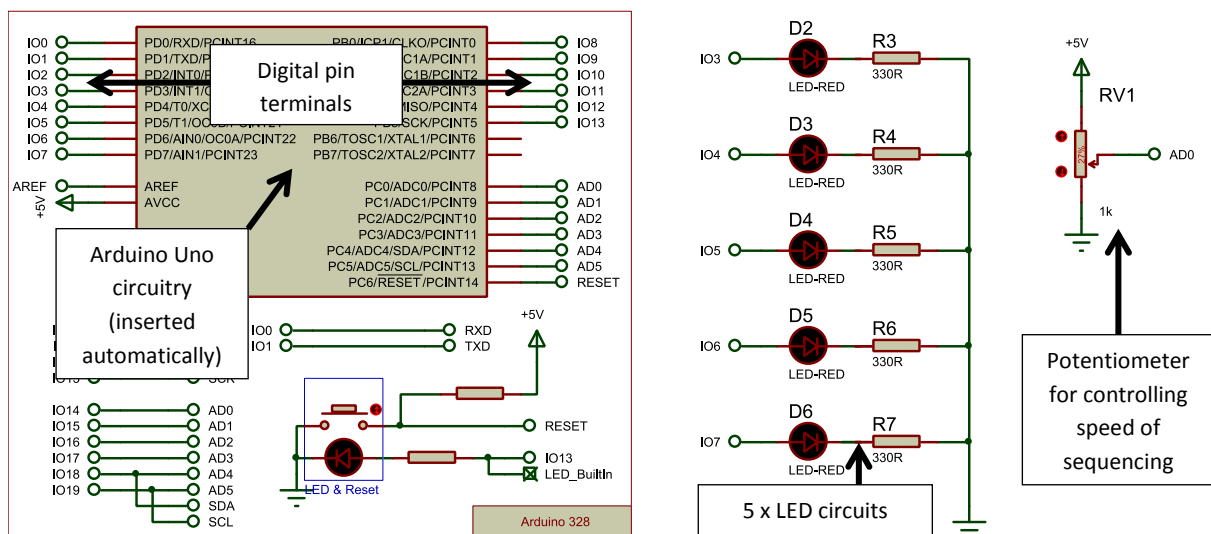 IO0
IO1
IO2
IO3
IO4
IO5
IO6
IO7
AREF
+5V
PD0/RXD/PCINT16
PD1/TXD/P
PD2/INT0/P
PD3/INT1/
PD4/T0/XC
PD5/T1/OC0B/PCINT21
PD6/AIN0/OC0A/PCINT22
PD7/AIN1/PCINT23
AREF
AVCC
PB0/ICP1/CLKO/PCINT0
C1A/PCINT1
C1B/PCINT2
C2A/PCINT3
MISO/PCINT4
PB5/SCK/PCINT5
PB6/TOSC1/XTAL1/PCINT6
PB7/TOSC2/XTAL2/PCINT7
PC0/ADC0/PCINT8
PC1/ADC1/PCINT9
PC2/ADC2/PCINT10
PC3/ADC3/PCINT11
PC4/ADC4/SDA/PCINT12
PC5/ADC5/SCL/PCINT13
PC6/RESET/PCINT14
IO8
IO9
IO10
IO11
IO12
IO13
AD0
AD1
AD2
AD3
AD4
AD5
RESET
Digital pin
terminals
Arduino Uno
circuitry
(inserted
automatically)
IO0 RXD
IO1 TXD
IO14 AD0
IO15 AD1
IO16 AD2
IO17 AD3
IO18 AD4
IO19 AD5
SDA
SCL
+5V
RESET
IO13
LED_BuiltIn
LED & Reset
Arduino 328
IO3
D2
LED-RED
R3
330R
IO4
D3
LED-RED
R4
330R
IO5
D4
LED-RED
R5
330R
IO6
D5
LED-RED
R6
330R
IO7
D6
LED-RED
R7
330R
5 x LED circuits
+5V
RV1
27%
AD0
1k
Potentiometer
for controlling
speed of
sequencing